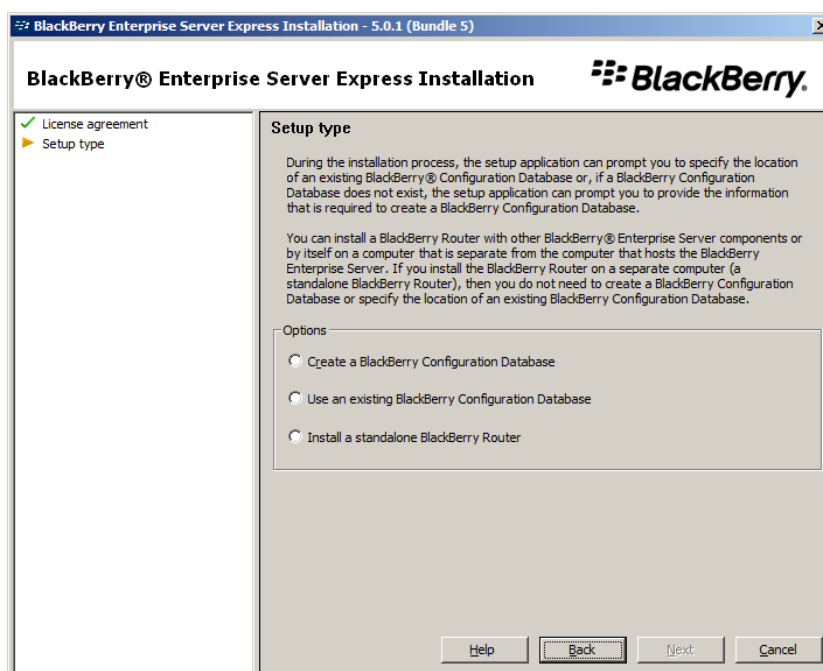 BlackBerry Enterprise Server Express Installation - 5.0.1 (Bundle 5)
BlackBerry® Enterprise Server Express Installation
BlackBerry.
License agreement
Setup type
Setup type
During the installation process, the setup application can prompt you to specify the location
of an existing BlackBerry® Configuration Database or, if a BlackBerry Configuration
Database does not exist, the setup application can prompt you to provide the information
that is required to create a BlackBerry Configuration Database.
You can install a BlackBerry Router with other BlackBerry® Enterprise Server components or
by itself on a computer that is separate from the computer that hosts the BlackBerry
Enterprise Server. If you install the BlackBerry Router on a separate computer (a
standalone BlackBerry Router), then you do not need to create a BlackBerry Configuration
Database or specify the location of an existing BlackBerry Configuration Database.
Options
Create a BlackBerry Configuration Database
Use an existing BlackBerry Configuration Database
Install a standalone BlackBerry Router
Help Back Next Cancel